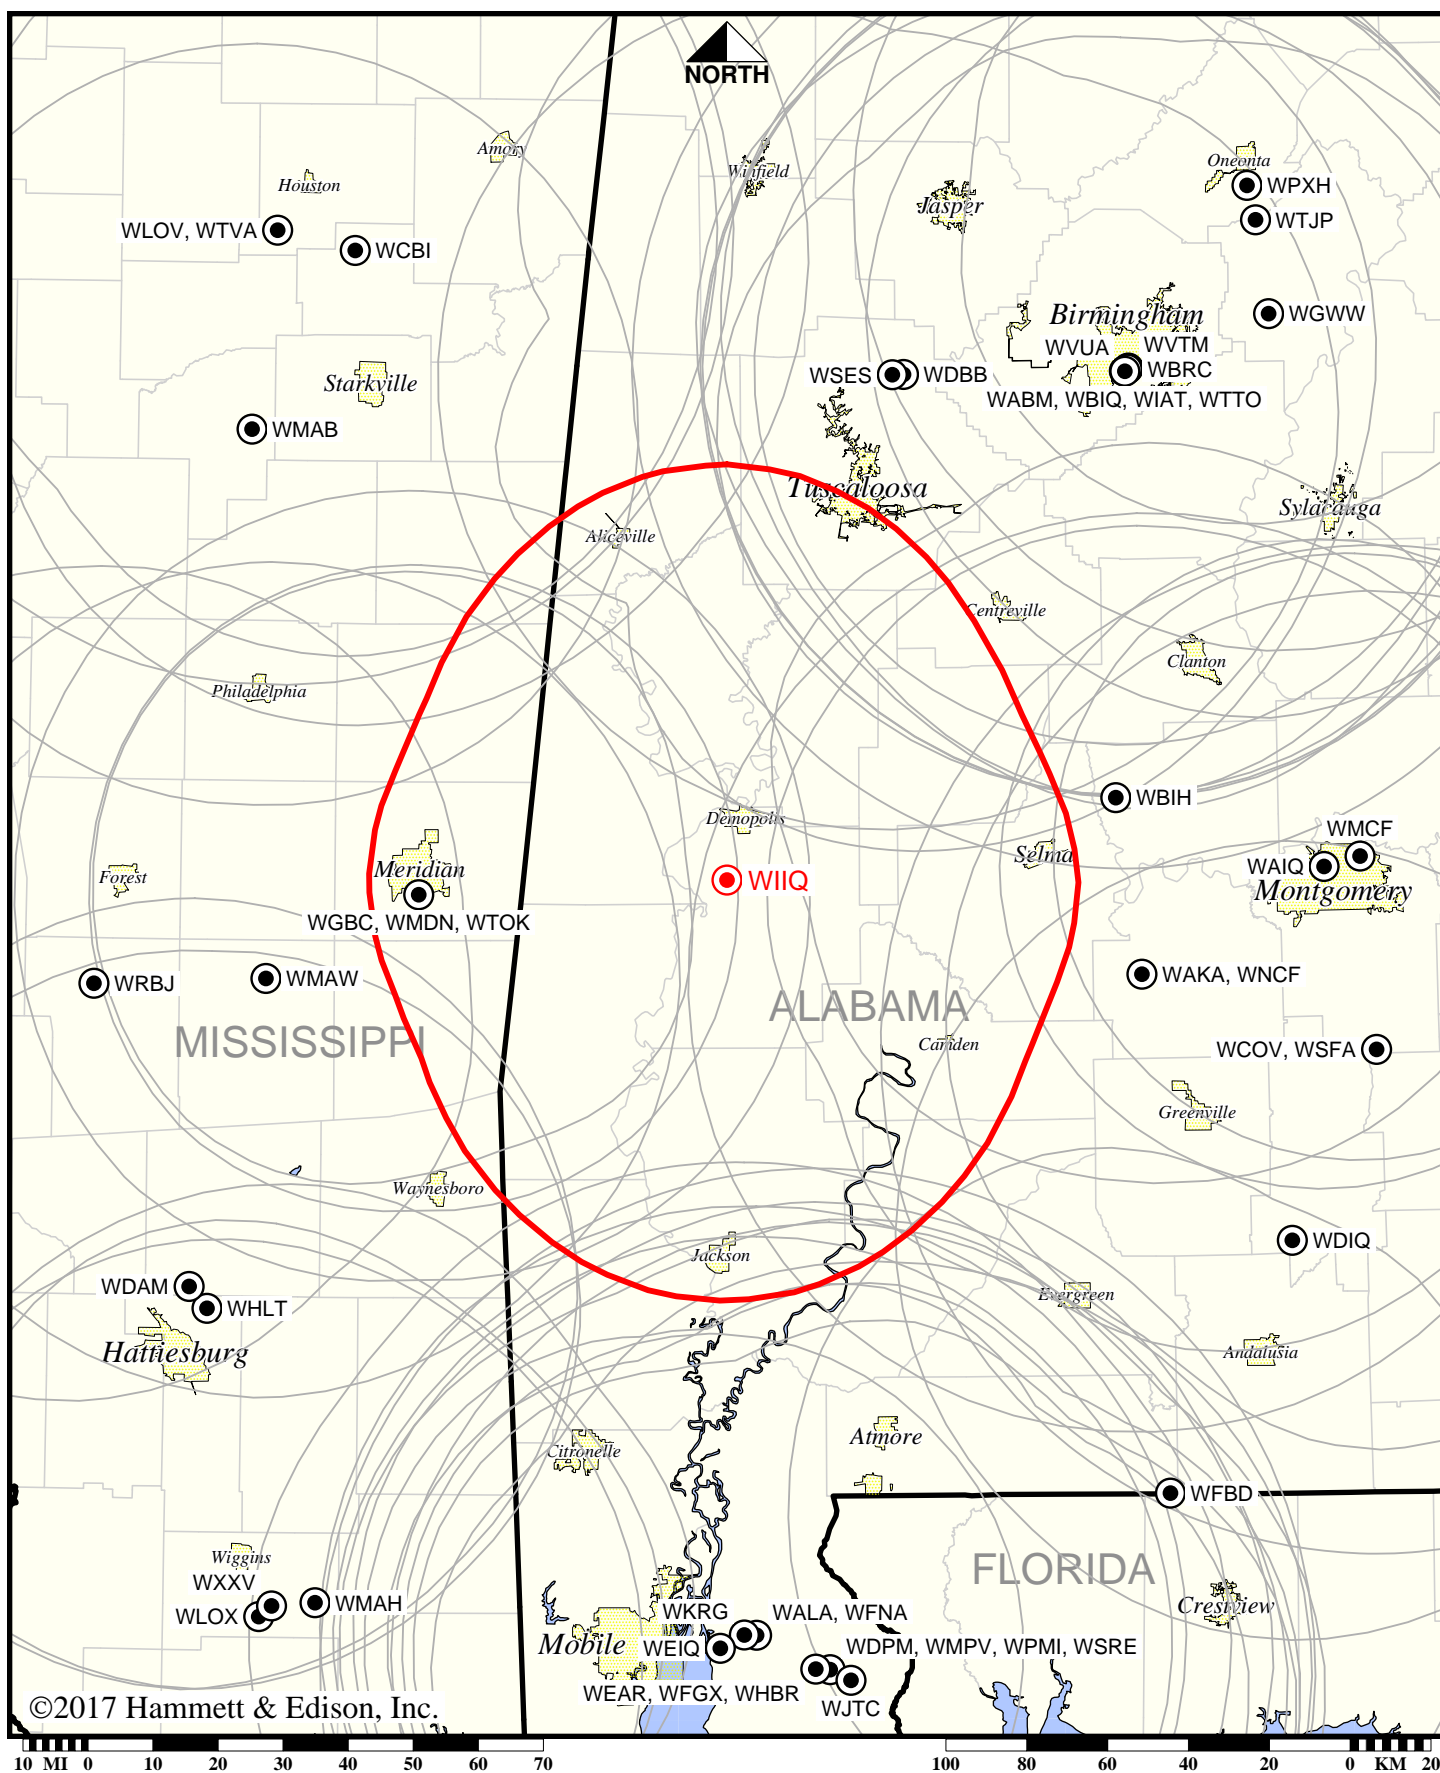 NORTH
Amory
Winfield
Oneonta
Houston
WPXH
Jasper
WTJP
WLOV, WTVA
WCBI
Birmingham
WGWW
WVUA
WVTM
WSES
WDBB
WBRC
Starkville
WABM, WBIQ, WIAT, WTTO
WMAB
Tuscaloosa
Sylacauga
Aliceville
Centreville
Clanton
Philadelphia
WBIH
Demopolis
WMCF
Selma
WAIQ
Meridian
Forest
WIIQ
Montgomery
WGBC, WMDN, WTOK
WRBJ
WMAW
WAKA, WNCF
ALABAMA
MISSISSIPPI
Camden
WCOV, WSFA
Greenville
Waynesboro
WDIQ
Jackson
WDAM
Evergreen
WHLT
Hattiesburg
Andalusia
Atmore
Citronelle
WFBD
Wiggins
FLORIDA
WXXV
WMAH
Crestview
WLOX
WKRG
WALA, WFNA
Mobile
WEIQ
WDPM, WMPV, WPMI, WSRE
WEAR, WFGX, WHBR
WJTC
©2017 Hammett & Edison, Inc.
10 MI 0 10 20 30 40 50 60 70
100 80 60 40 20 0 KM 20